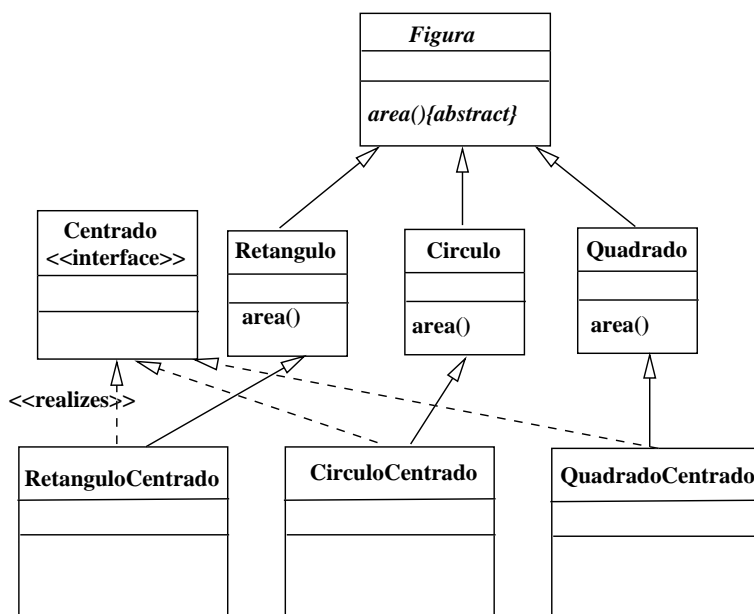 Figura
area(){abstract}
Centrado
<<interface>>
Retangulo
area()
Circulo
area()
Quadrado
area()
<<realizes>>
RetanguloCentrado
CirculoCentrado
QuadradoCentrado